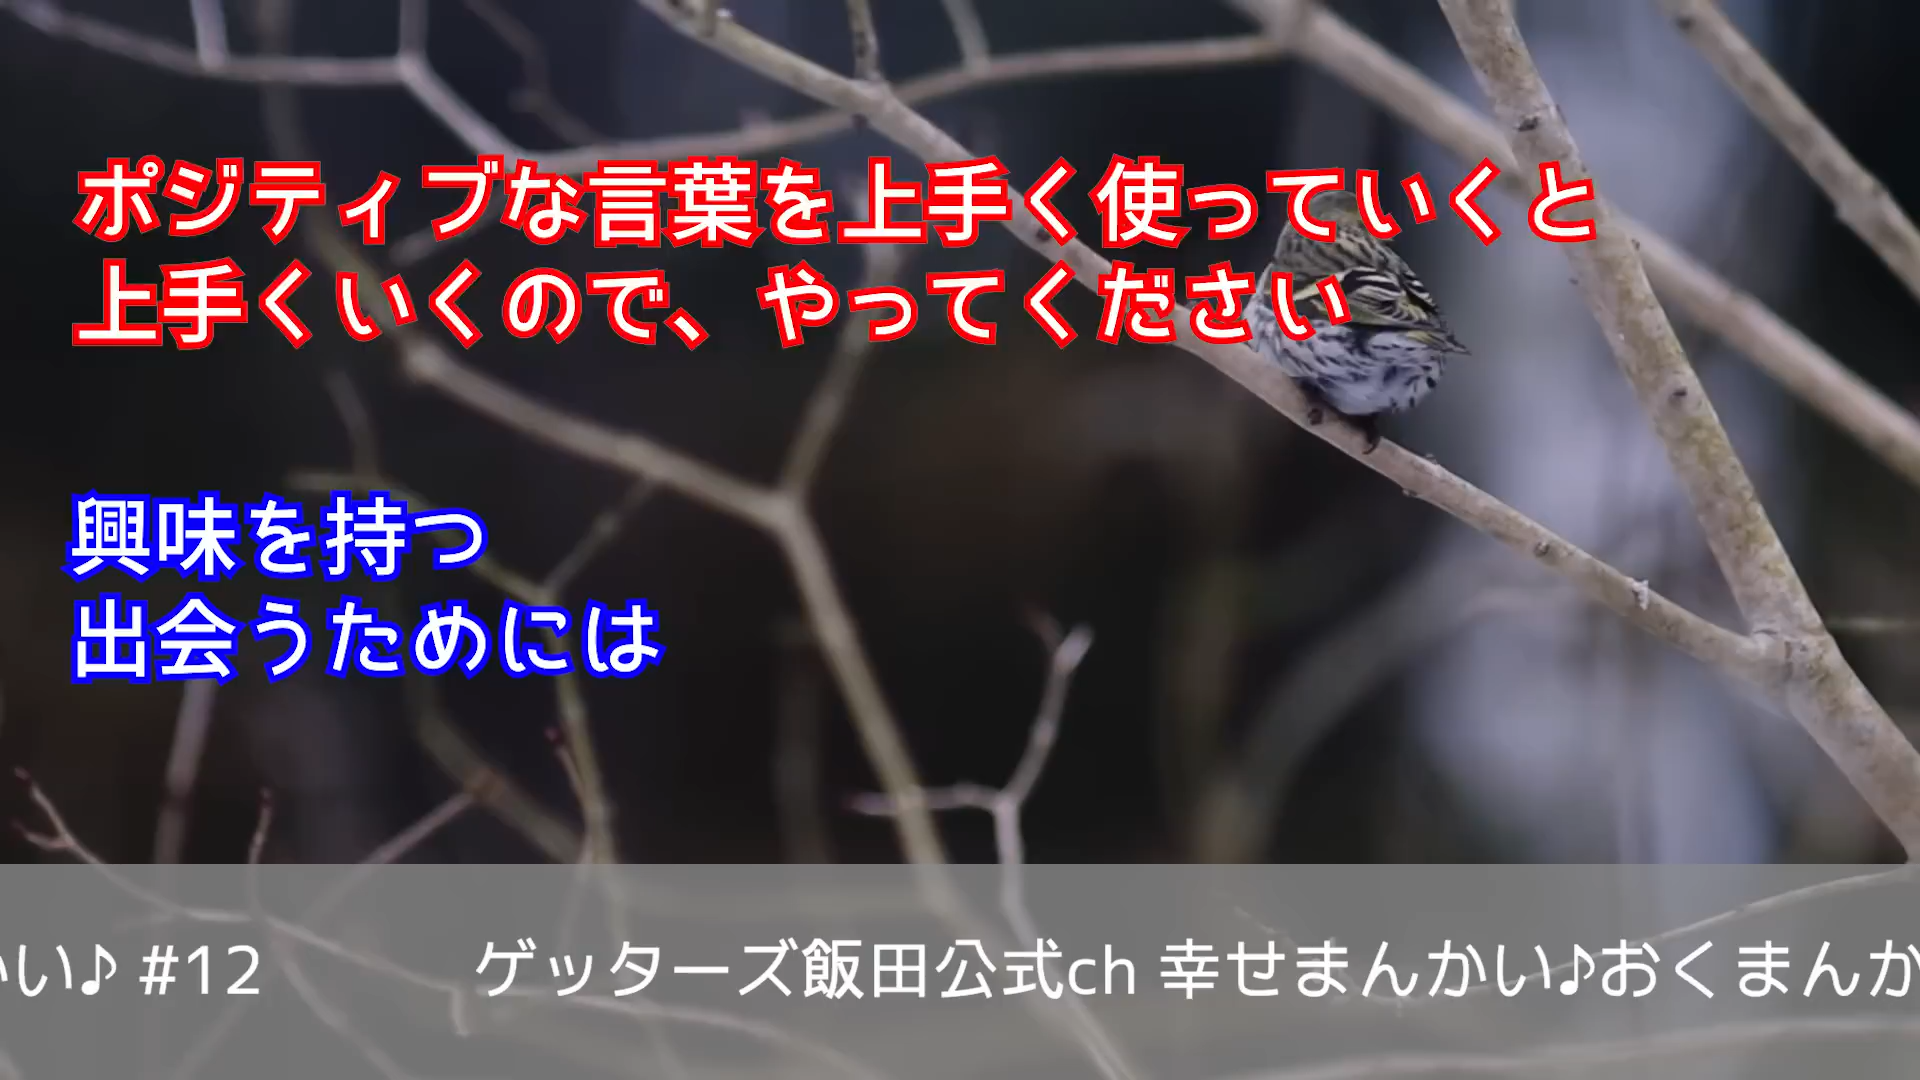 ポジティブな言葉を上手く使っていくと
上手くいくので、やってください
興味を持つ
出会うためには
い♪ #12 ゲッターズ飯田公式ch 幸せまんかい♪おくまんか